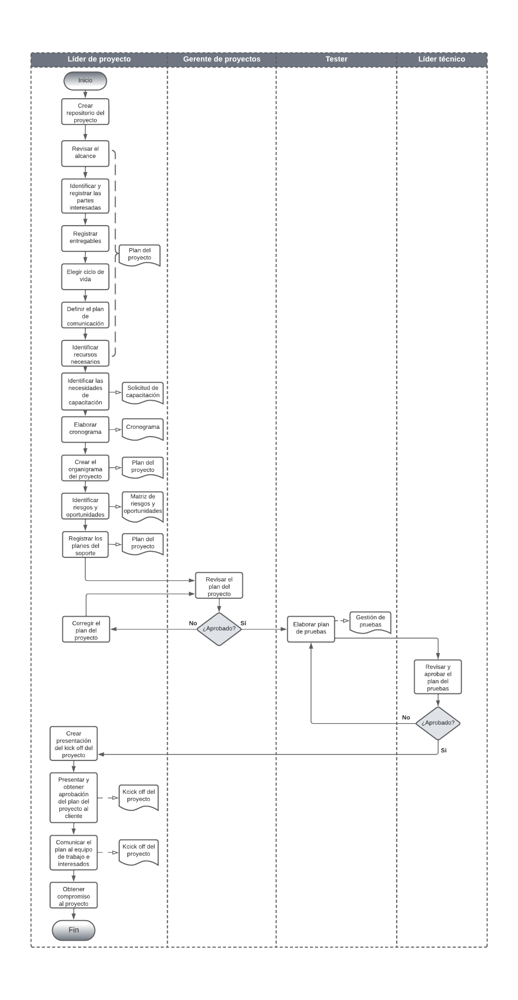 Líder de proyecto
Gerente de proyectos
Tester
Líder técnico
Inicio
Crear
repositorio del
proyecto
Revisar el
alcance
Identificar y
registrar las
partes
interesadas
Registrar
entregables
Plan del
proyecto
Elegir ciclo de
vida
Definir el plan
de
comunicación
Identificar
recursos
necesarios
Identificar las
necesidades
de
capacitación
Solicitud de
capacitación
Elaborar
cronograma
Cronograma
Crear el
organigrama
del proyecto
Plan del
proyecto
Identificar
riesgos y
oportunidades
Matriz de
riesgos y
oportunidades
Registrar los
planes del
soporte
Plan del
proyecto
Revisar el
plan del
proyecto
Corregir el
plan del
proyecto
No
¿Aprobado?
Sí
Elaborar plan
de pruebas
Gestión de
pruebas
Revisar y
aprobar el
plan del
pruebas
No
¿Aprobado?
Si
Crear
presentación
del kick off del
proyecto
Presentar y
obtener
aprobación
del plan del
proyecto al
cliente
Kcick off del
proyecto
Comunicar el
plan al equipo
de trabajo e
interesados
Kcick off del
proyecto
Obtener
compromiso
al proyecto
Fin